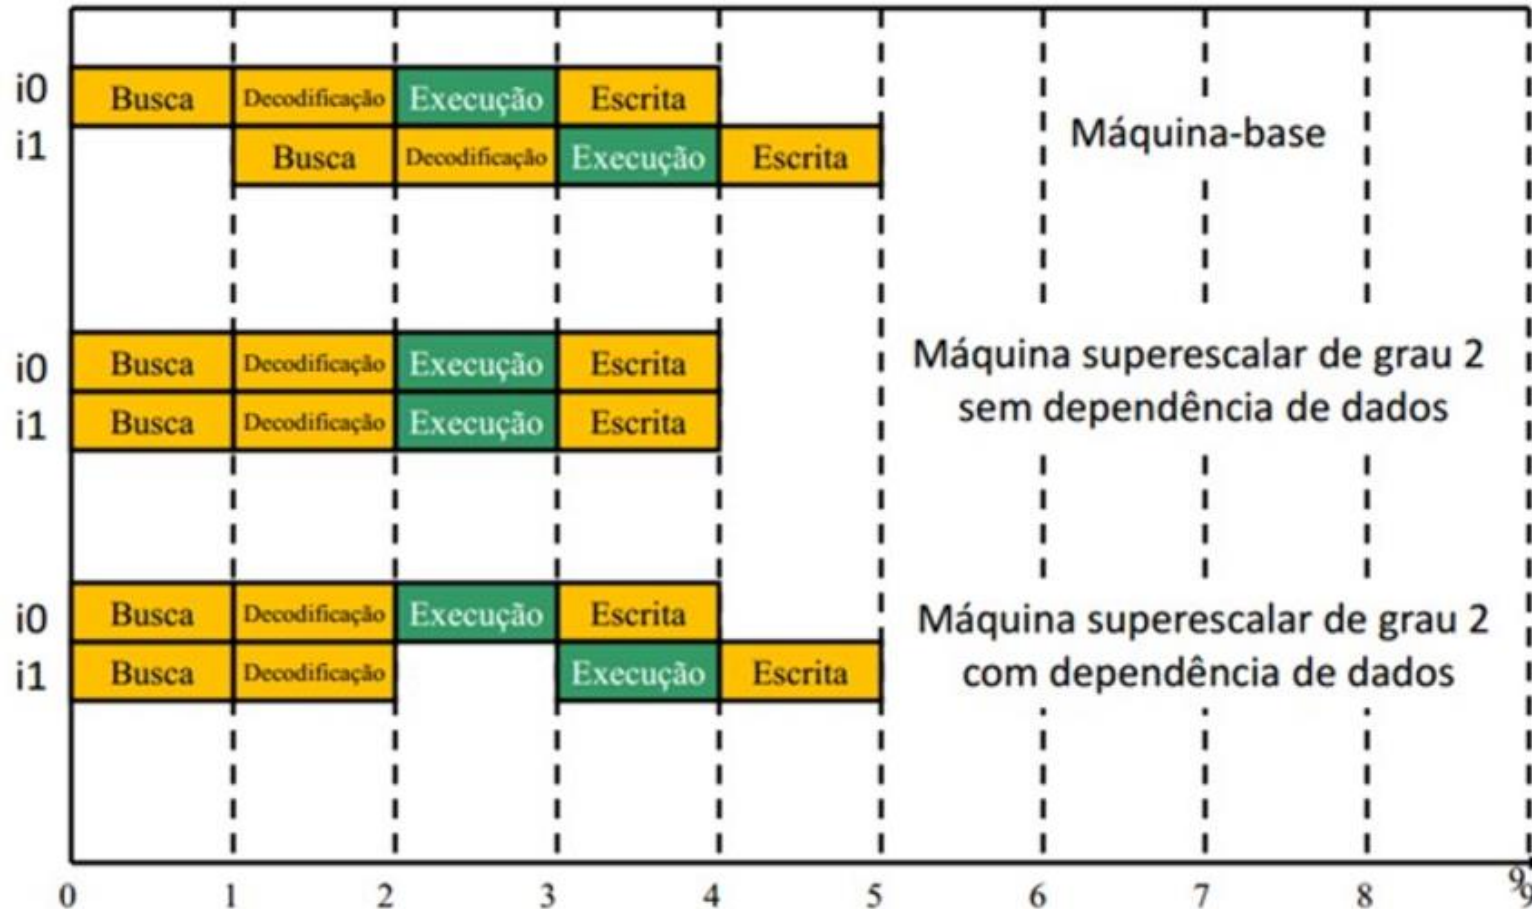 i0 Busca Decodificação Execução Escrita
i1 Busca Decodificação Execução Escrita
Máquina-base
i0 Busca Decodificação Execução Escrita
i1 Busca Decodificação Execução Escrita
Máquina superescalar de grau 2
sem dependência de dados
i0 Busca Decodificação Execução Escrita
i1 Busca Decodificação Execução Escrita
Máquina superescalar de grau 2
com dependência de dados
0 1 2 3 4 5 6 7 8 9 9